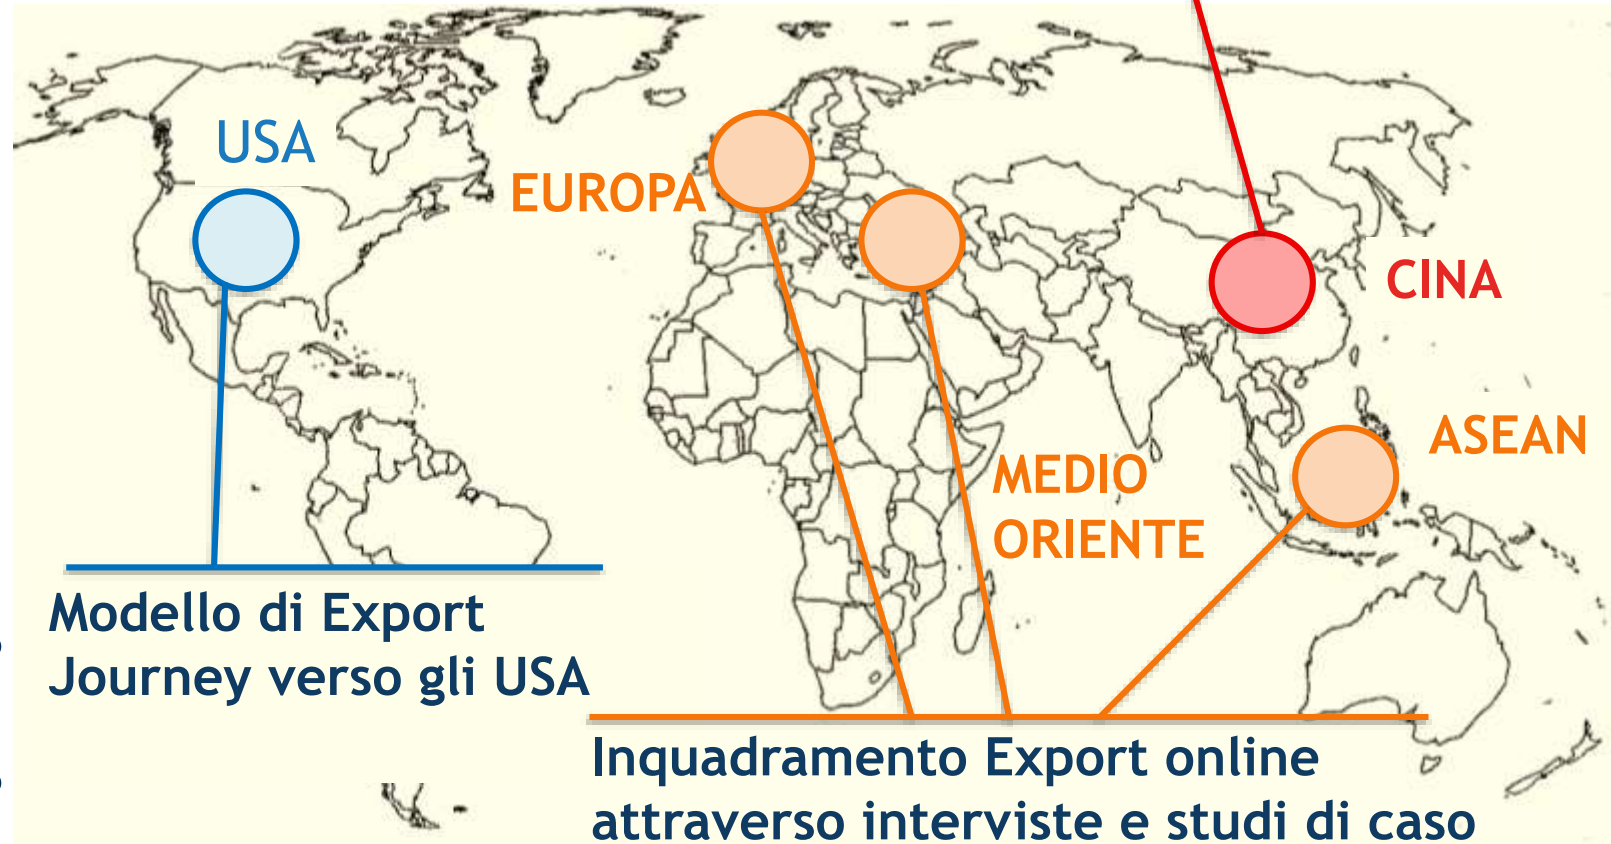 USA
EUROPA
CINA
ASEAN
MEDIO
ORIENTE
Modello di Export
Journey verso gli USA
Inquadramento Export online
attraverso interviste e studi di caso